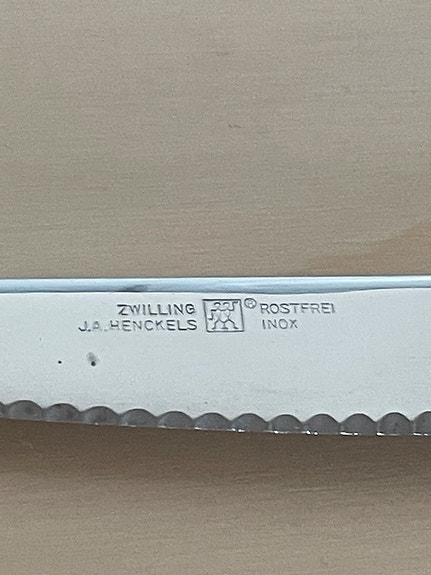 ZWILLING
J.A.HENCKELS
® ROSTFREI
INOX